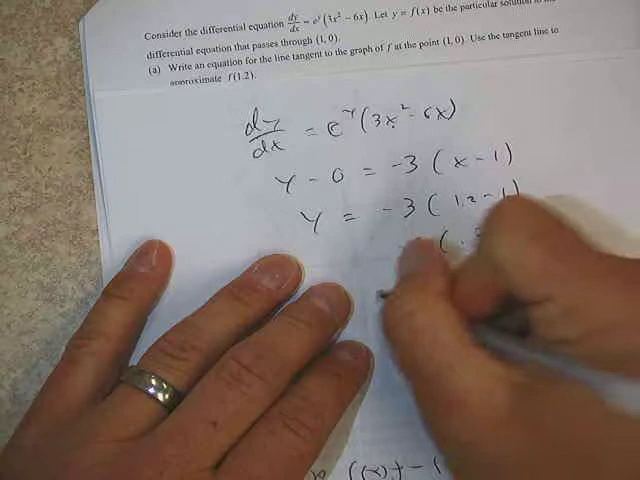 Consider the differential equation dy/dx = e^y (3x² − 6x). Let y = f(x) be the particular solution to the
differential equation that passes through (1, 0).
(a) Write an equation for the line tangent to the graph of f at the point (1, 0). Use the tangent line to
approximate f(1.2).
dy/dx = e^y (3x² - 6x)
y - 0 = -3 (x - 1)
y = -3 (1.2 - 1)
(.